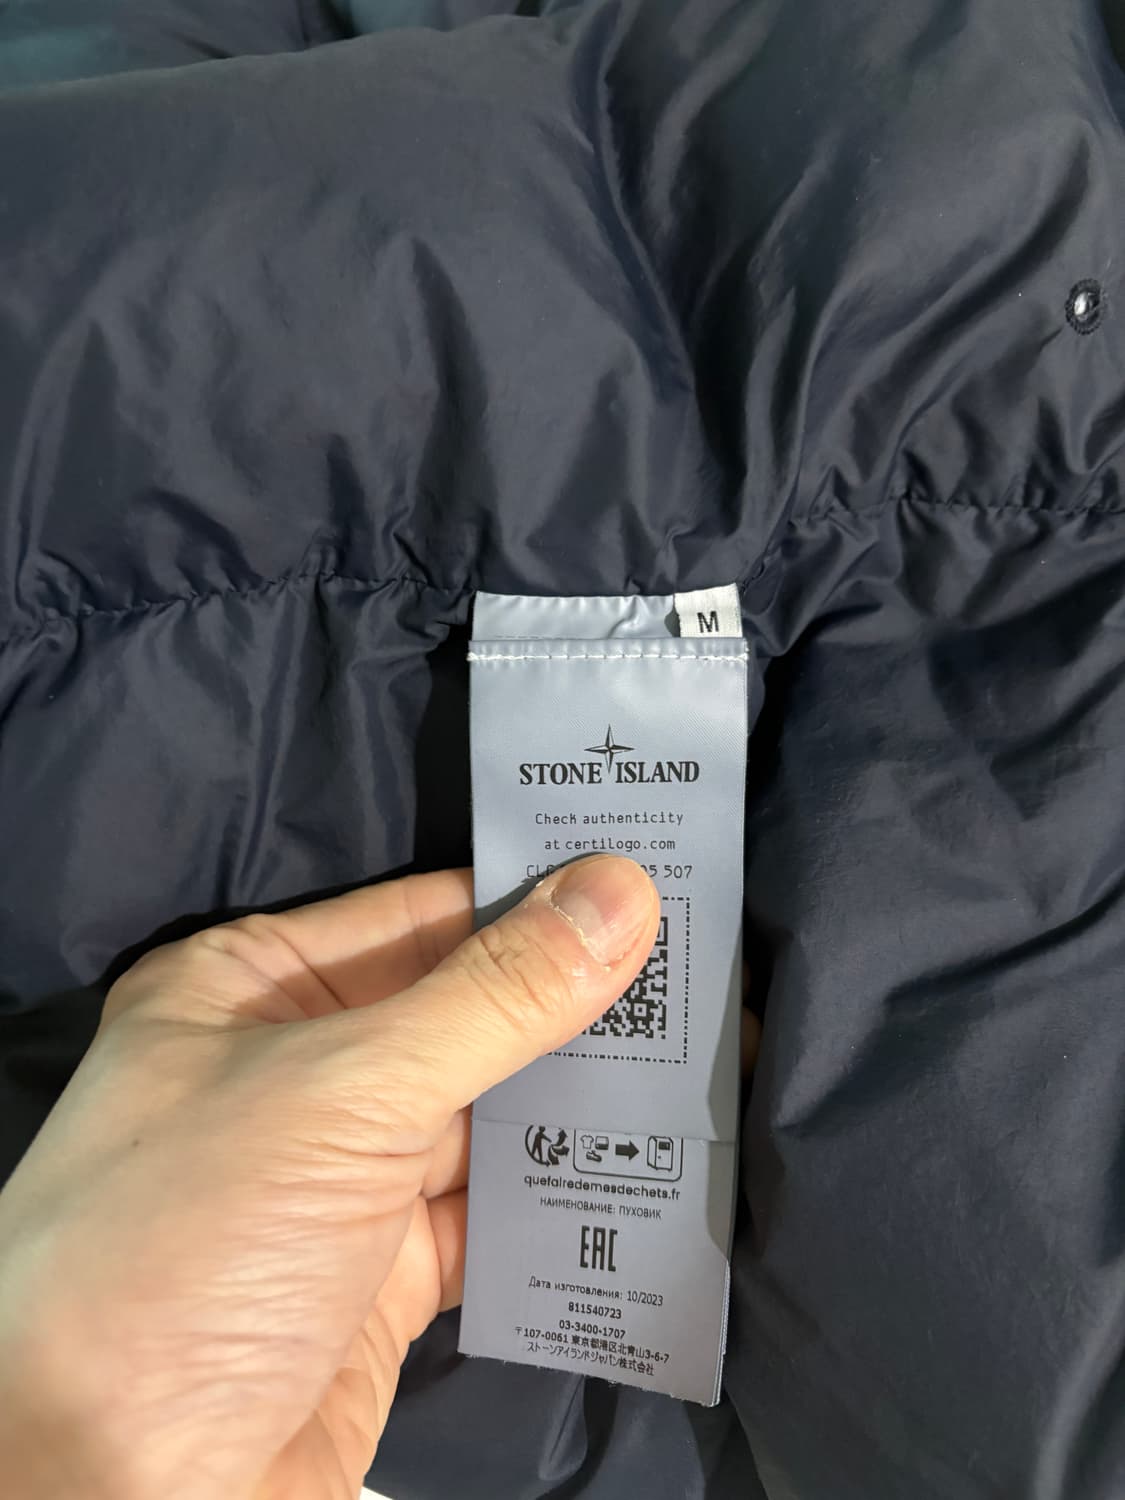 M
STONE ISLAND
Check authenticity
at certilogo.com
507
quefairedemesdechets.fr
НАИМЕНОВАНИЕ: ПУХОВИК
EAC
Дата изготовления: 10/2023
811540723
03-3400-1707
〒107-0061 東京都港区北青山3-6-7
ストーンアイランドジャパン株式会社